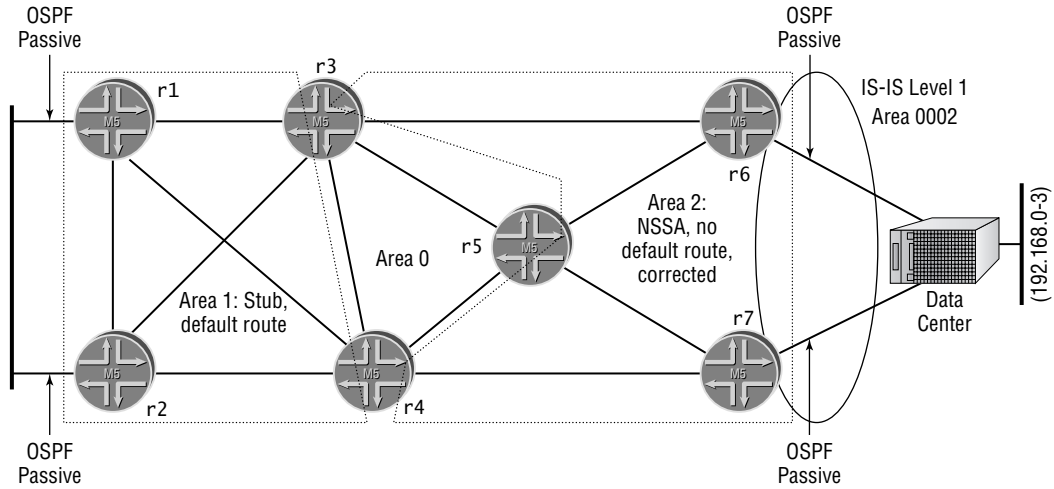 OSPF
Passive
OSPF
Passive
r1
r3
IS-IS Level 1
Area 0002
M5
M5
M5
r6
r5
M5
Area 0
Area 2:
NSSA, no
default route,
corrected
Area 1: Stub,
default route
(192.168.0-3)
Data
Center
r7
M5
M5
M5
r2
r4
OSPF
Passive
OSPF
Passive